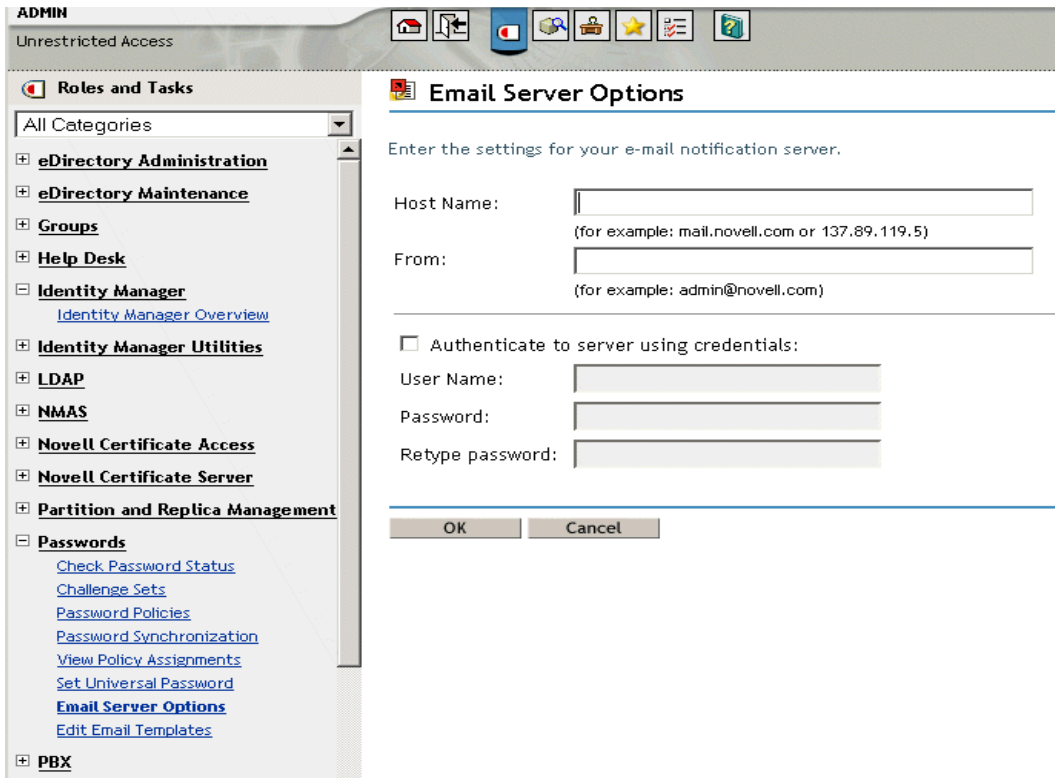 ADMIN
Unrestricted Access
Roles and Tasks
All Categories
eDirectory Administration
eDirectory Maintenance
Groups
Help Desk
Identity Manager
Identity Manager Overview
Identity Manager Utilities
LDAP
NMAS
Novell Certificate Access
Novell Certificate Server
Partition and Replica Management
Passwords
Check Password Status
Challenge Sets
Password Policies
Password Synchronization
View Policy Assignments
Set Universal Password
Email Server Options
Edit Email Templates
PBX
Email Server Options
Enter the settings for your e-mail notification server.
Host Name:
(for example: mail.novell.com or 137.89.119.5)
From:
(for example: admin@novell.com)
Authenticate to server using credentials:
User Name:
Password:
Retype password:
OK Cancel